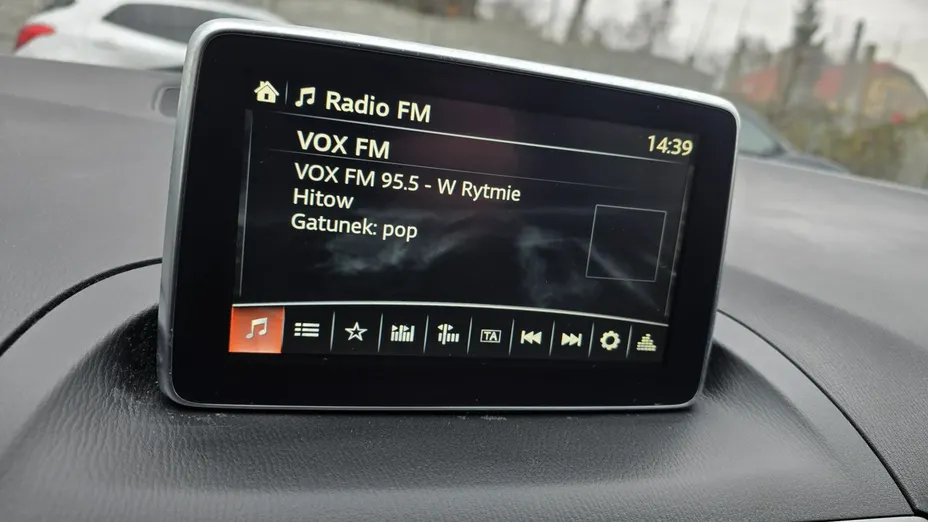 Radio FM
14:39
VOX FM
VOX FM 95.5 - W Rytmie
Hitow
Gatunek: pop
TA